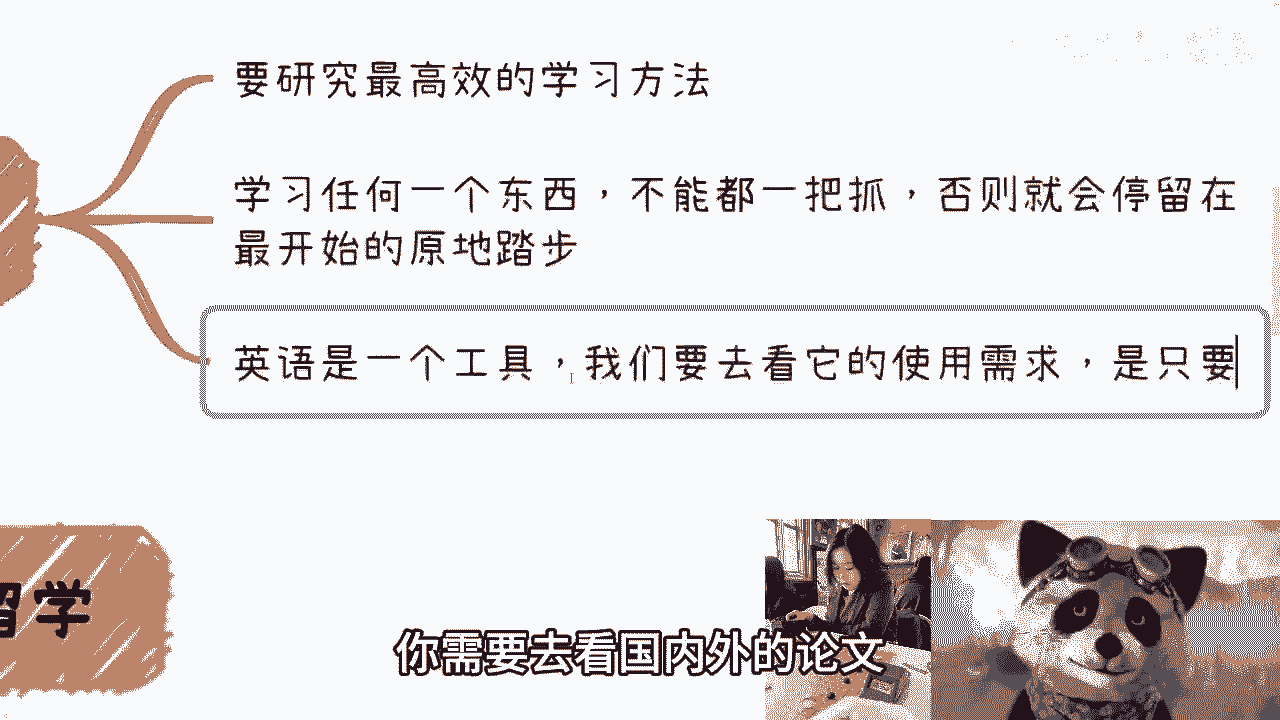 要研究最高效的学习方法
学习任何一个东西，不能都一把抓，否则就会停留在
最开始的原地踏步
英语是一个工具，我们要去看它的使用需求，是只要
留学
你需要去看国内外的论文